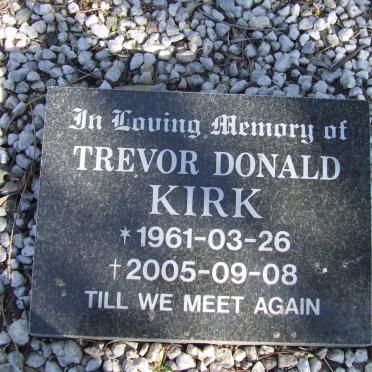 In Loving Memory of
TREVOR DONALD
KIRK
*1961-03-26
†2005-09-08
TILL WE MEET AGAIN